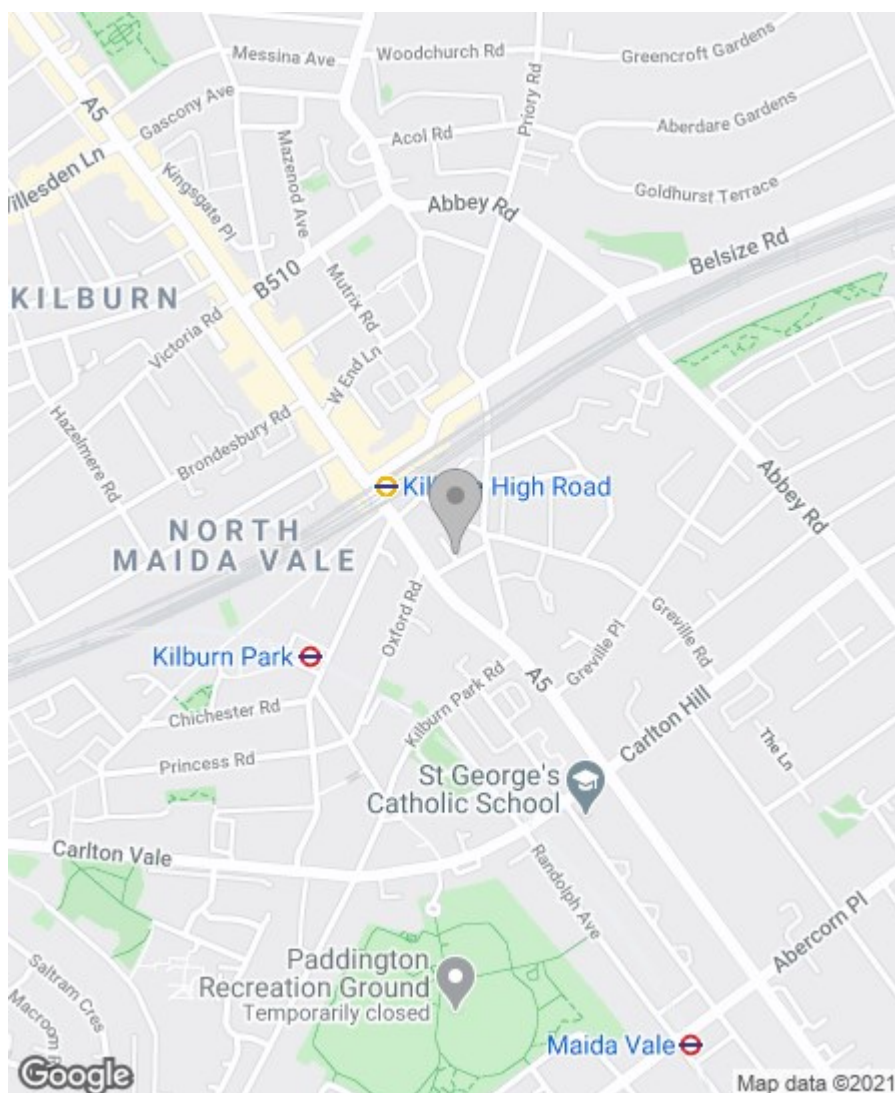 Messina Ave
Woodchurch Rd
Greencroft Gardens
A5
Gascony Ave
Priory Rd
Aberdare Gardens
Acol Rd
Mazenod Ave
Kingsgate Pl
Goldhurst Terrace
Abbey Rd
Belsize Rd
B510
KILBURN
Mutrix Rd
Victoria Rd
W End Ln
Brondesbury Rd
Hazelmere Rd
Abbey Rd
High Road
NORTH
MAIDA VALE
Oxford Rd
Greville Rd
Greville Pl
Kilburn Park
A5
Kilburn Park Rd
Carlton Hill
Chichester Rd
The Ln
Princess Rd
St George's
Catholic School
Carlton Vale
Randolph Ave
Abercorn Pl
Paddington
Recreation Ground
Temporarily closed
Saltram Cres
Macroom
Maida Vale
Google
Map data ©2021